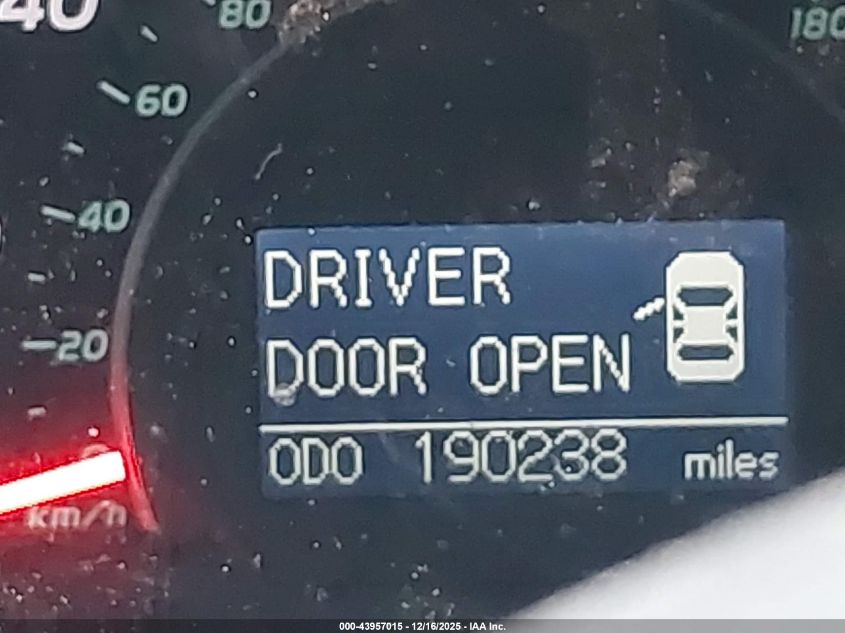 40
80
180
60
40
20
km/h
DRIVER
DOOR OPEN
ODO 190238 miles
000-43957015 - 12/16/2025 - IAA Inc.